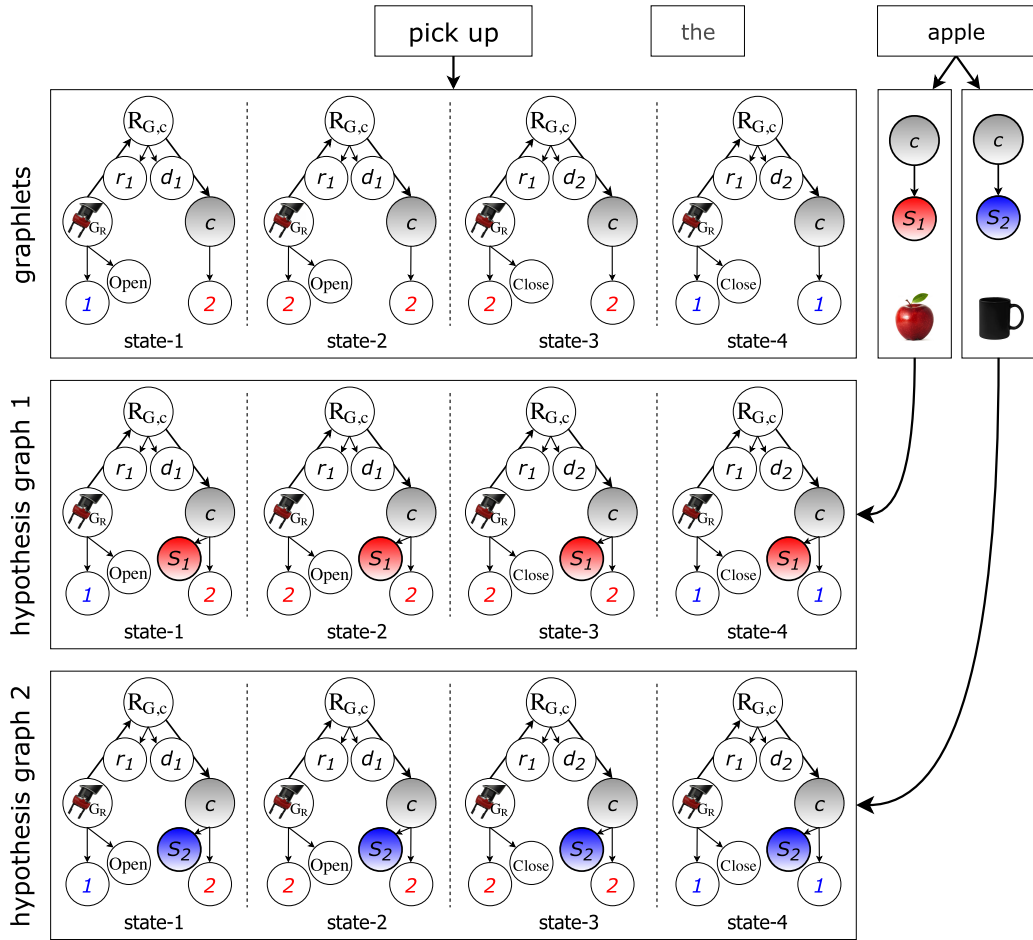 pick up the apple
graphlets
R_G,c R_G,c R_G,c R_G,c
r_1 d_1 r_1 d_1 r_1 d_2 r_1 d_2
c c
G_R c G_R c G_R c G_R c
S_1 S_2
Open Open Close Close
1 2 2 2 2 2 1 1
state-1 state-2 state-3 state-4
hypothesis graph 1
R_G,c R_G,c R_G,c R_G,c
r_1 d_1 r_1 d_1 r_1 d_2 r_1 d_2
G_R c G_R c G_R c G_R c
Open S_1 Open S_1 Close S_1 Close S_1
1 2 2 2 2 2 1 1
state-1 state-2 state-3 state-4
hypothesis graph 2
R_G,c R_G,c R_G,c R_G,c
r_1 d_1 r_1 d_1 r_1 d_2 r_1 d_2
G_R c G_R c G_R c G_R c
Open S_2 Open S_2 Close S_2 Close S_2
1 2 2 2 2 2 1 1
state-1 state-2 state-3 state-4